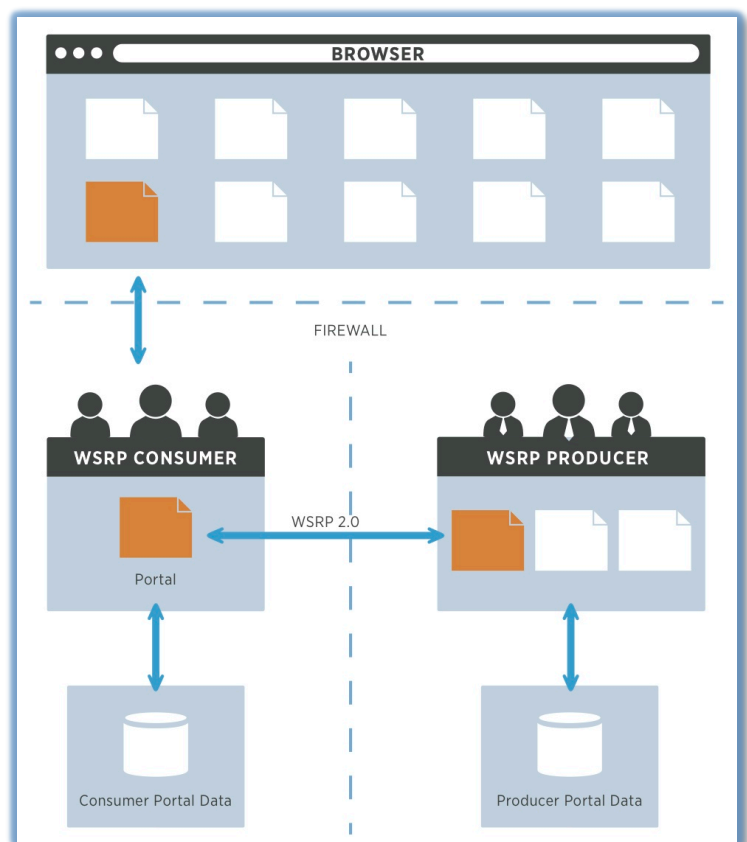 BROWSER
FIREWALL
WSRP CONSUMER
WSRP PRODUCER
WSRP 2.0
Portal
Consumer Portal Data
Producer Portal Data